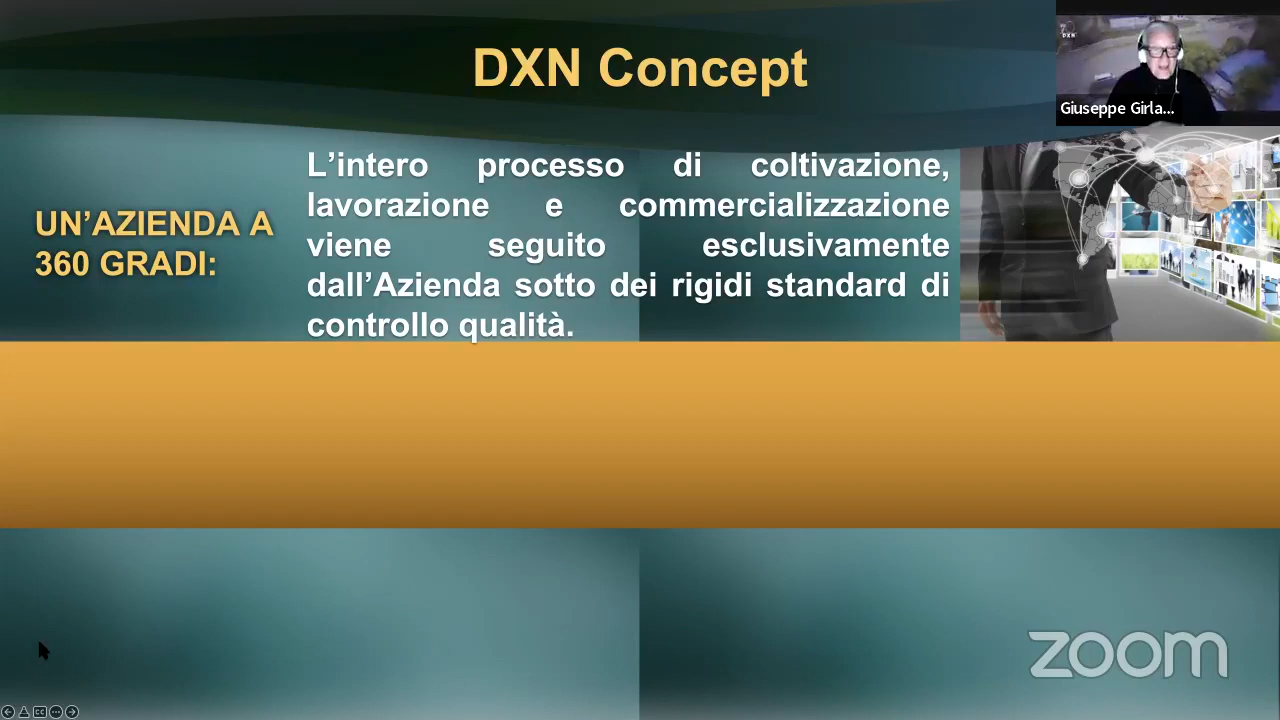 DXN Concept
DXN
Giuseppe Girla...
UN’AZIENDA A
360 GRADI:
L’intero processo di coltivazione,
lavorazione e commercializzazione
viene seguito esclusivamente
dall’Azienda sotto dei rigidi standard di
controllo qualità.
zoom